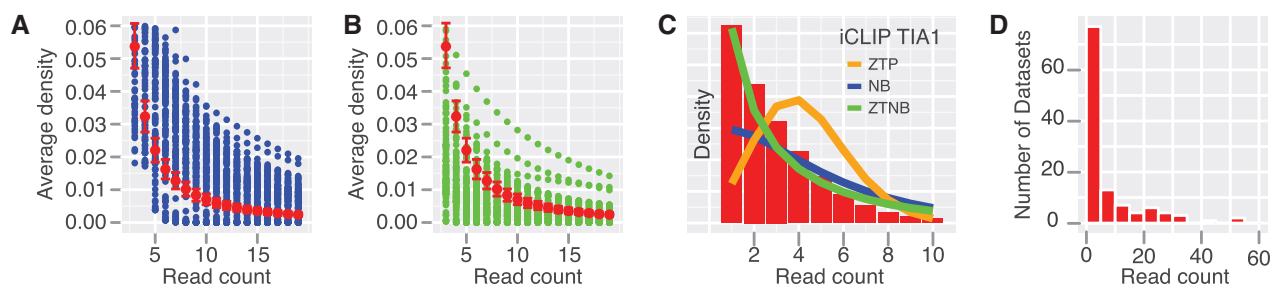 A
Average density
0.06
0.05
0.04
0.03
0.02
0.01
0.00
5
10
15
Read count
B
Average density
0.06
0.05
0.04
0.03
0.02
0.01
0.00
5
10
15
Read count
C
Density
iCLIP TIA1
ZTP
NB
ZTNB
2
4
6
8
10
Read count
D
Number of Datasets
60
40
20
0
0
20
40
60
Read count